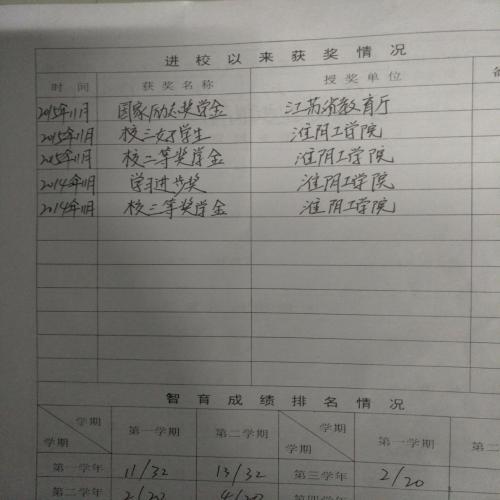 进校以来获奖情况
时 间 获奖名称 授奖单位 备
2015年11月 国家励志奖学金 江苏省教育厅
2015年11月 校三好学生 淮阴工学院
2015年11月 校二等奖学金 淮阴工学院
2014年11月 学习进步奖 淮阴工学院
2014年11月 校三等奖学金 淮阴工学院
智育成绩排名情况
学期 学期 第一学期 第二学期 学期 学期 第一学期 第二
第一学年 11/32 13/32 第三学年 2/20
第二学年 第四学年